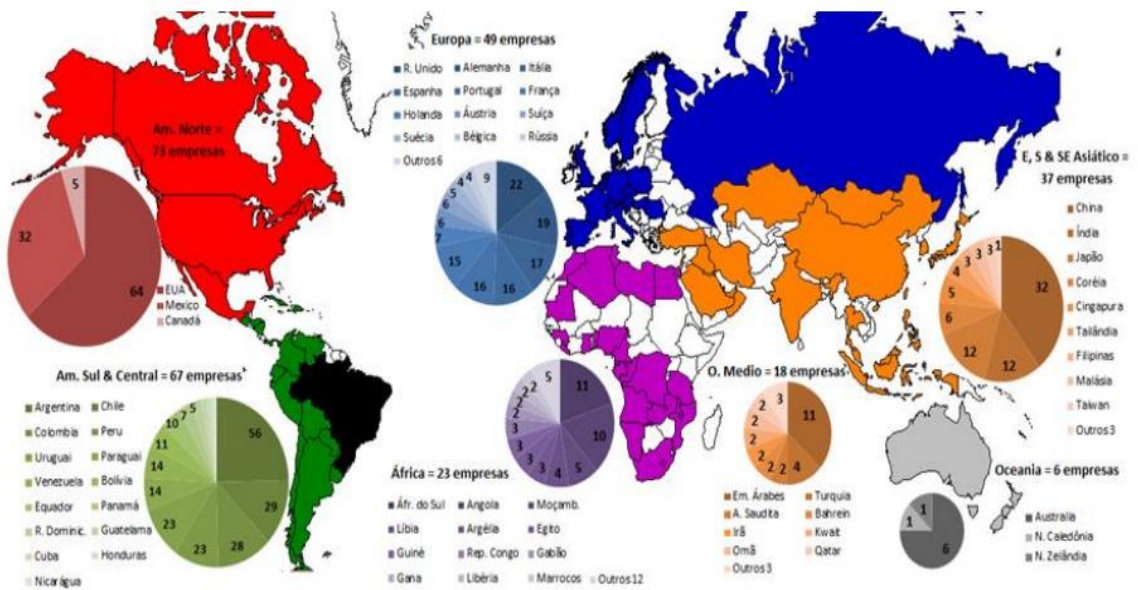 Europa = 49 empresas
R. Unido Alemanha Itália
Espanha Portugal França
Holanda Áustria Suíça
Suécia Bélgica Rússia
Outros 6
22
19
17
16
16
15
7
6
6
5
4
4
9
Am. Norte =
73 empresas
5
32
64
EUA
Mexico
Canadá
E, S & SE Asiático =
37 empresas
China
Índia
Japão
Coréia
Cingapura
Tailândia
Filipinas
Malásia
Taiwan
Outros 3
32
12
12
6
5
4
3
3
3
1
Am. Sul & Central = 67 empresas
Argentina Chile
Colombia Peru
Uruguai Paraguai
Venezuela Bolívia
Equador Panamá
R. Dominic. Guatelama
Cuba Honduras
Nicarágua
56
29
28
23
23
14
14
11
10
7
5
África = 23 empresas
Áfr. do Sul Angola Moçamb.
Líbia Argélia Egito
Guiné Rep. Congo Gabão
Gana Libéria Marrocos Outros 12
11
10
5
4
3
3
3
3
2
2
2
2
2
5
O. Medio = 18 empresas
Em. Árabes Turquia
A. Saudita Bahrein
Irã Kwait
Omã Qatar
Outros 3
11
4
2
2
2
2
2
2
3
Oceania = 6 empresas
Australia
N. Caledônia
N. Zelândia
6
1
1